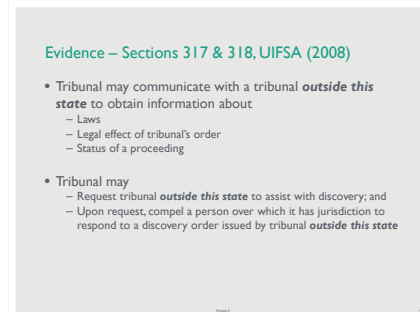 Evidence – Sections 317 & 318, UIFSA (2008)
• Tribunal may communicate with a tribunal outside this
state to obtain information about
– Laws
– Legal effect of tribunal's order
– Status of a proceeding
• Tribunal may
– Request tribunal outside this state to assist with discovery; and
– Upon request, compel a person over which it has jurisdiction to
respond to a discovery order issued by tribunal outside this state